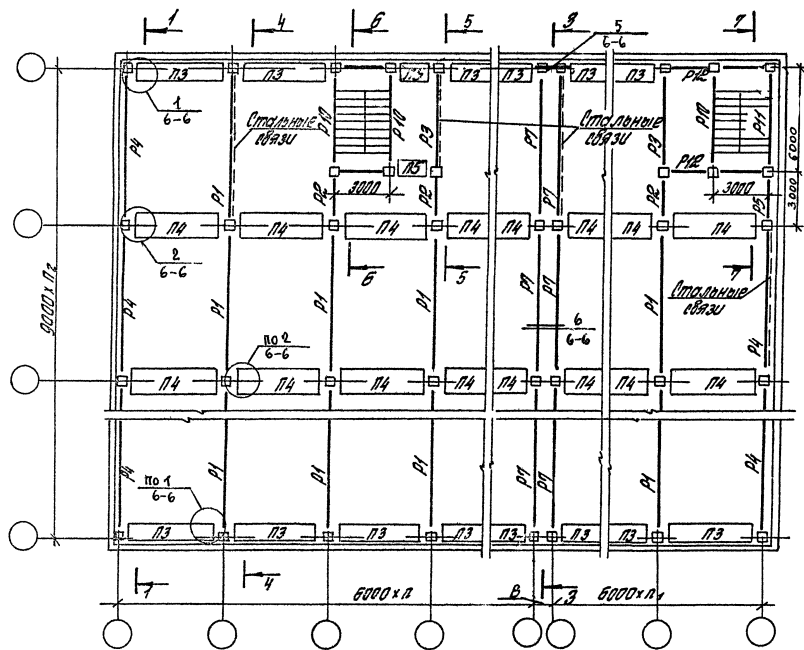 1 4 6 5 5 3 7
6-6
П3 П3 П3 П3 П3 П3 П3
Р12
1
6-6
Стальные связи
Р10 Р10 Р3 Р7
Стальные связи
Р3 Р10 Р11
6000
Р4 Р1 П5 Р12
Р2 3000 Р2 Р7 Р2 3000 Р5 3000
П4 П4 П4 П4 П4 П4 П4
2
6-6
6 5 7
Стальные связи
9000 x П2
Р4 Р1 Р1 Р7 Р7 Р1 Р4
6
6-6
по 2
6-6
П4 П4 П4 П4 П4 П4 П4 П4
Р4 Р1 Р1 Р1 Р7 Р7 Р1 Р4
по 1
6-6
П3 П3 П3 П3 П3 П3 П3 П3
1 4 3
6000 x П В 6000 x П1